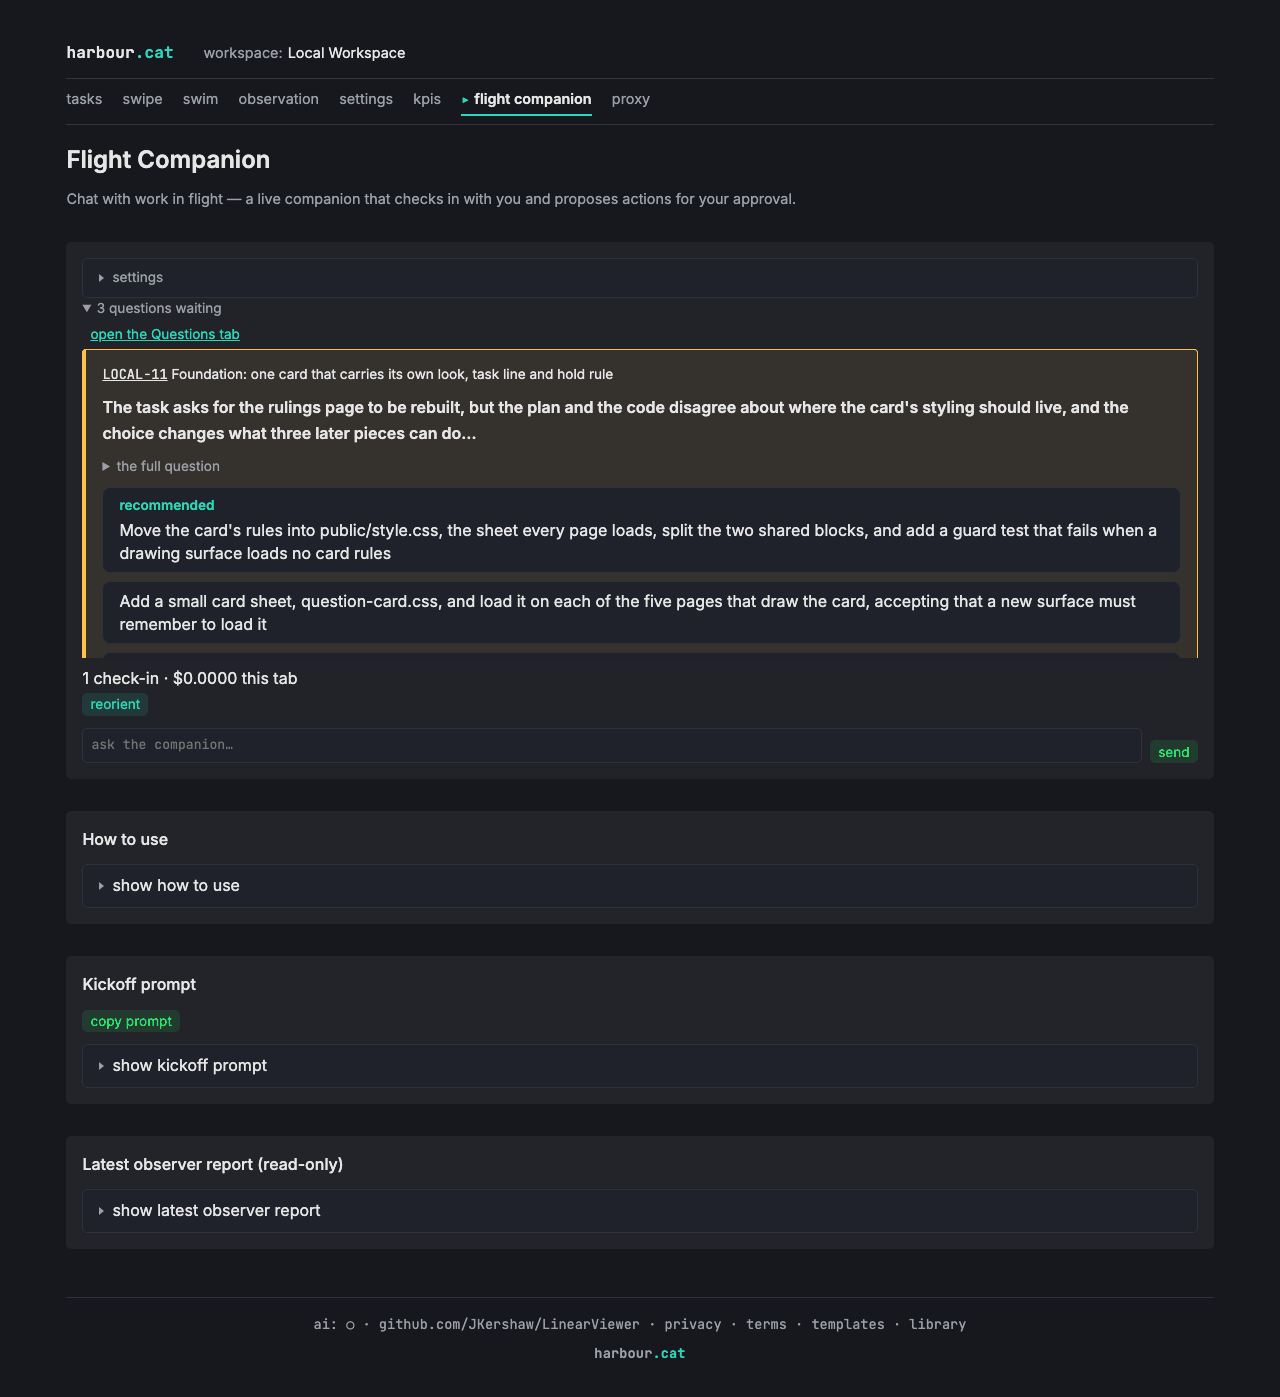 harbour.cat workspace: Local Workspace
tasks swipe swim observation settings kpis ▸ flight companion proxy
Flight Companion
Chat with work in flight — a live companion that checks in with you and proposes actions for your approval.
▸ settings
▼ 3 questions waiting
open the Questions tab
LOCAL-11 Foundation: one card that carries its own look, task line and hold rule
The task asks for the rulings page to be rebuilt, but the plan and the code disagree about where the card's styling should live, and the
choice changes what three later pieces can do…
▶ the full question
recommended
Move the card's rules into public/style.css, the sheet every page loads, split the two shared blocks, and add a guard test that fails when a
drawing surface loads no card rules
Add a small card sheet, question-card.css, and load it on each of the five pages that draw the card, accepting that a new surface must
remember to load it
1 check-in · $0.0000 this tab
reorient
ask the companion…
send
How to use
▸ show how to use
Kickoff prompt
copy prompt
▸ show kickoff prompt
Latest observer report (read-only)
▸ show latest observer report
ai: ○ · github.com/JKershaw/LinearViewer · privacy · terms · templates · library
harbour.cat